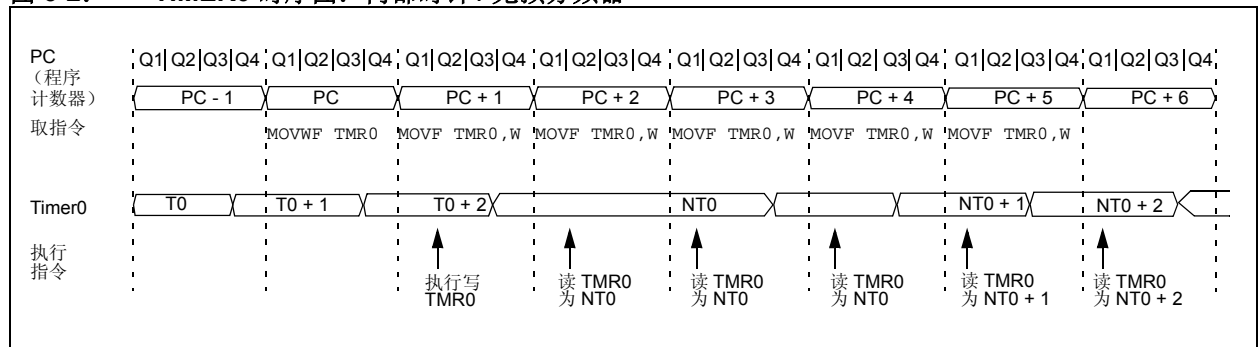 PC
（程序
计数器）
Q1|Q2|Q3|Q4 Q1|Q2|Q3|Q4 Q1|Q2|Q3|Q4 Q1|Q2|Q3|Q4 Q1|Q2|Q3|Q4 Q1|Q2|Q3|Q4 Q1|Q2|Q3|Q4 Q1|Q2|Q3|Q4
PC - 1 PC PC + 1 PC + 2 PC + 3 PC + 4 PC + 5 PC + 6
取指令
MOVWF TMR0 MOVF TMR0,W MOVF TMR0,W MOVF TMR0,W MOVF TMR0,W MOVF TMR0,W
Timer0
T0 T0 + 1 T0 + 2 NT0 NT0 + 1 NT0 + 2
执行
指令
执行写
TMR0
读 TMR0
为 NT0
读 TMR0
为 NT0
读 TMR0
为 NT0
读 TMR0
为 NT0 + 1
读 TMR0
为 NT0 + 2